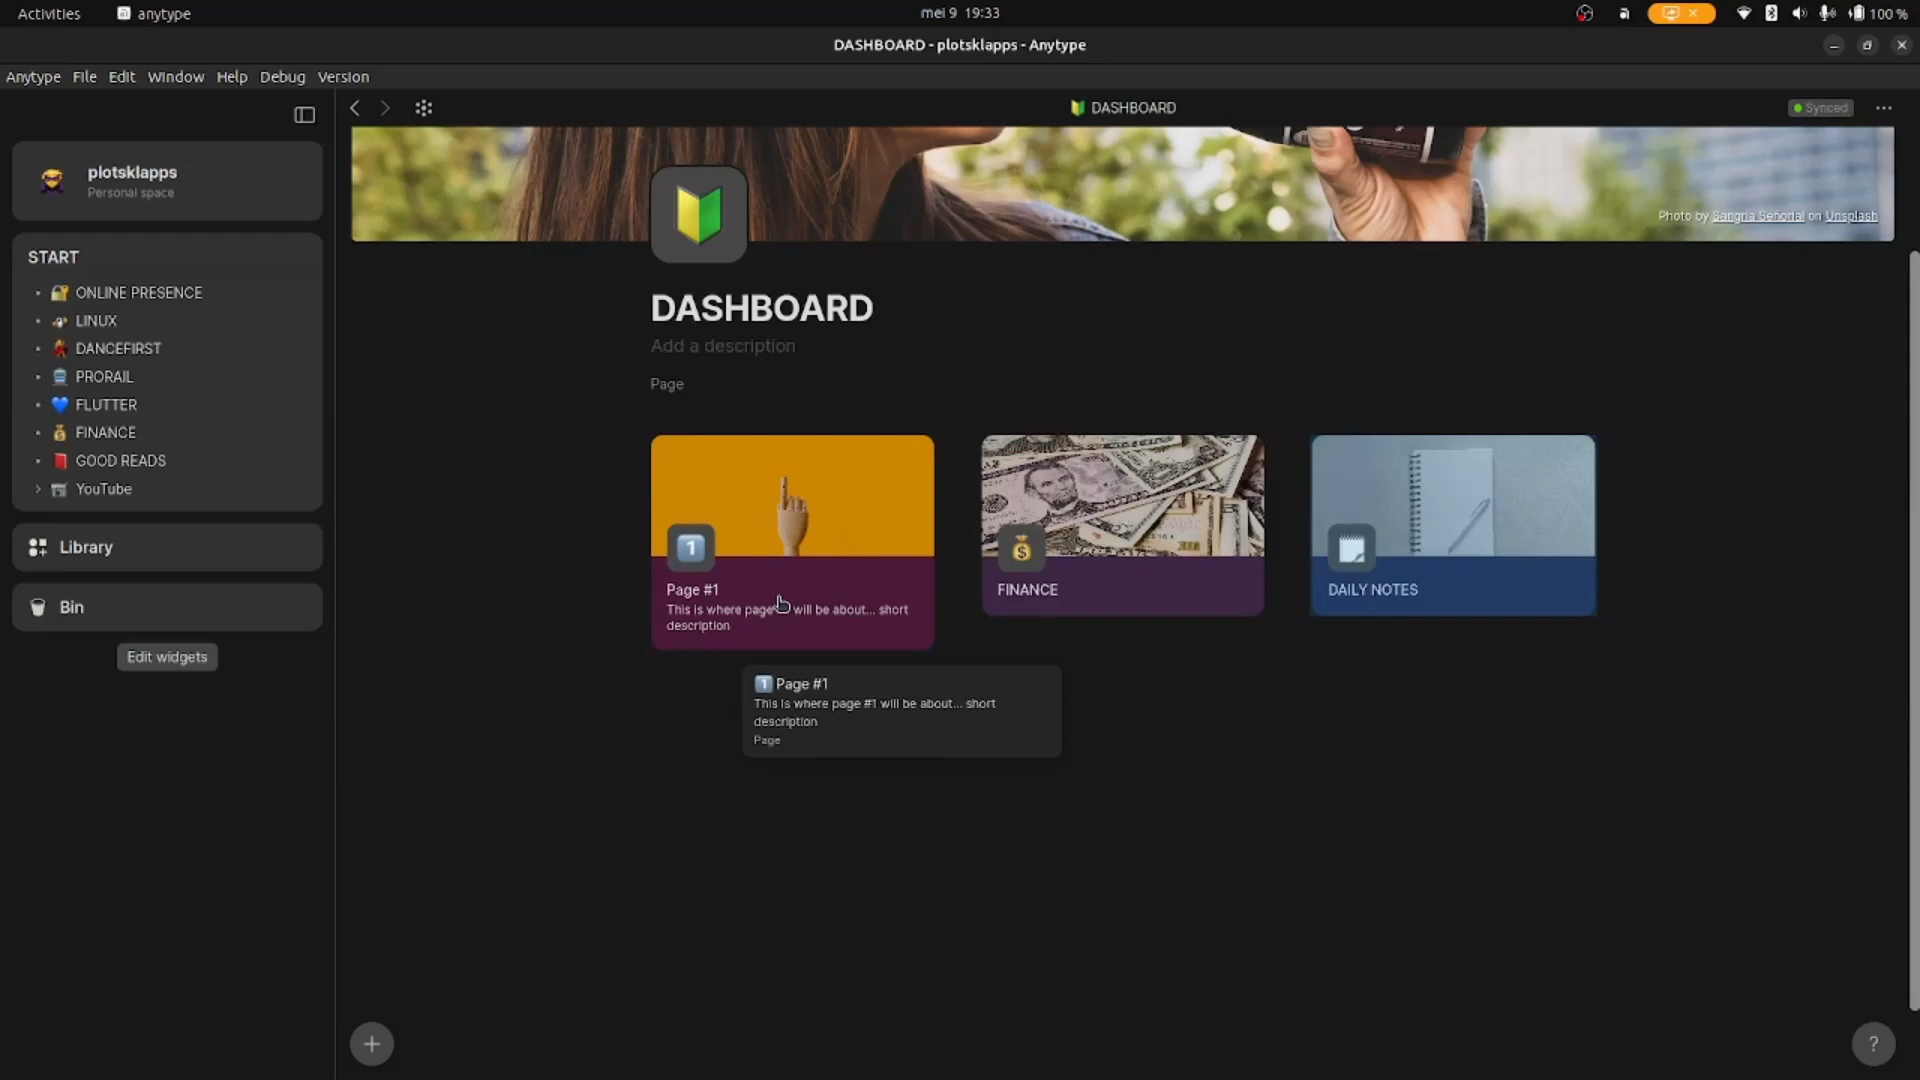 Activities
anytype
mei 9 19:33
100 %
DASHBOARD - plotsklapps - Anytype
Anytype File Edit Window Help Debug Version
DASHBOARD
Synced
plotsklapps
Personal space
START
ONLINE PRESENCE
LINUX
DANCEFIRST
PRORAIL
FLUTTER
FINANCE
GOOD READS
YouTube
Library
Bin
Edit widgets
Photo by Sangria Señorial on Unsplash
DASHBOARD
Add a description
Page
1
Page #1
This is where page will be about... short
description
FINANCE
DAILY NOTES
1 Page #1
This is where page #1 will be about... short
description
Page
+
?